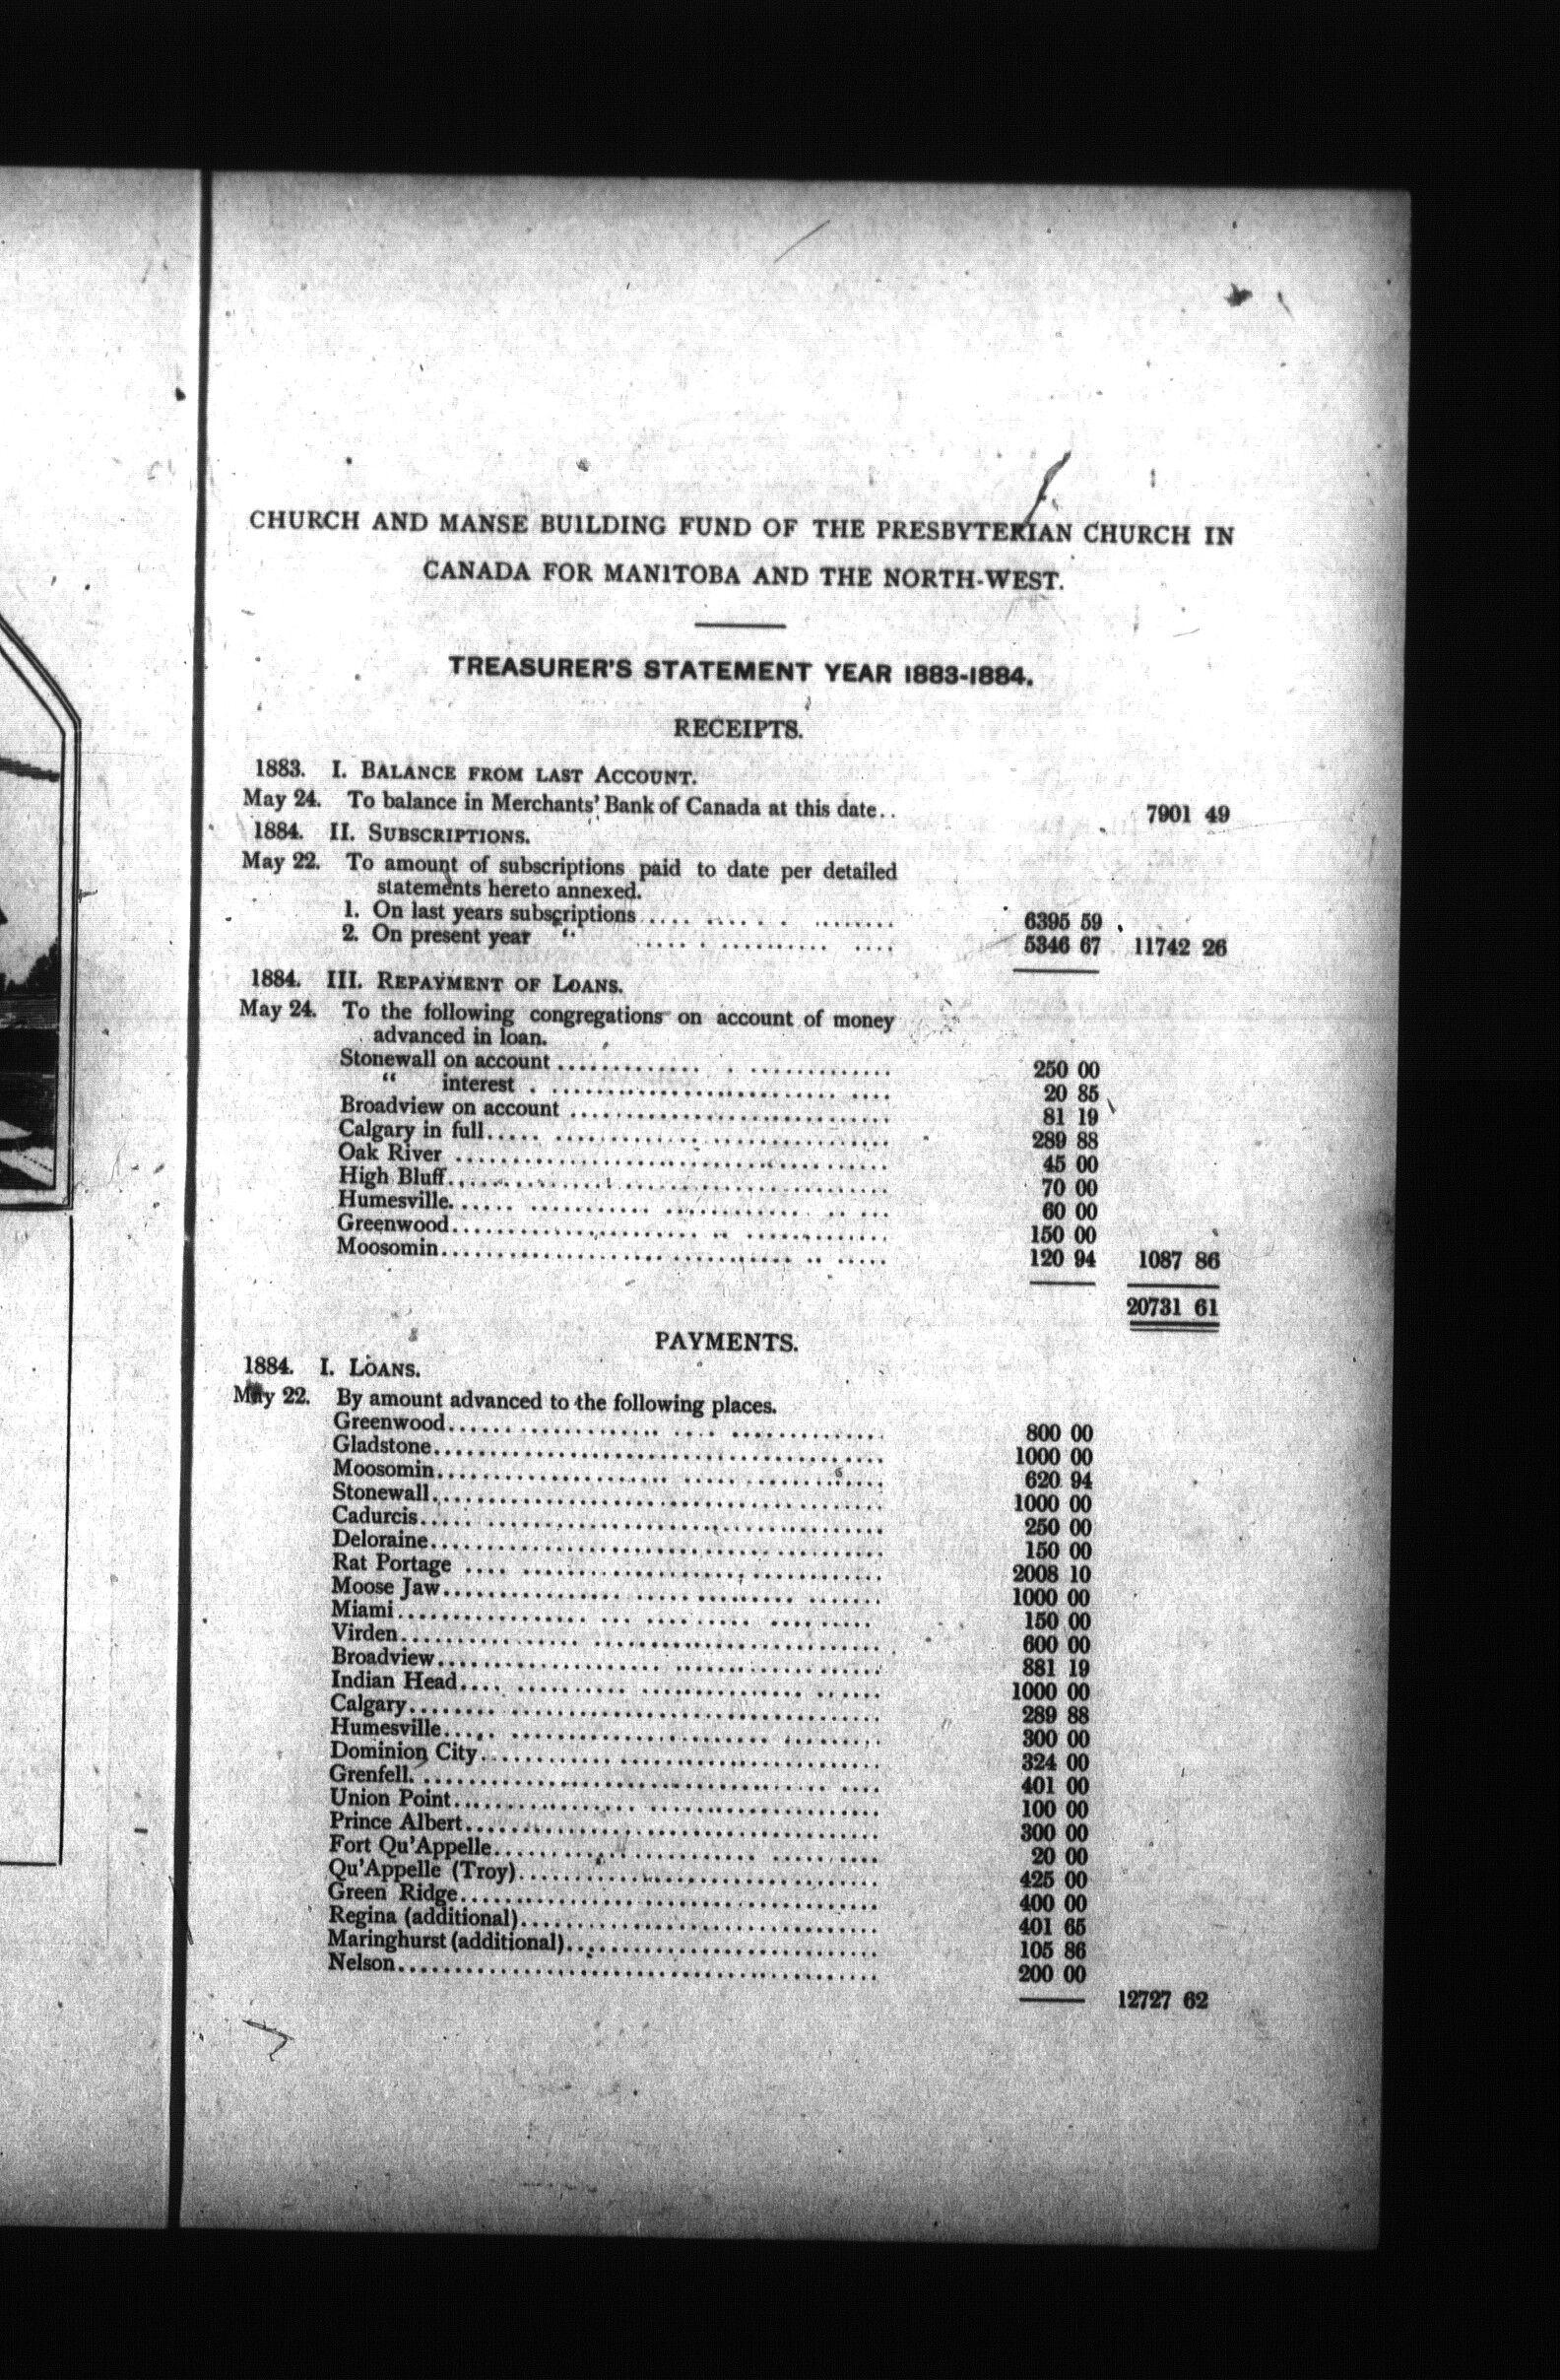 CHURCH AND MANSE BUILDING FUND OF THE PRESBYTERIAN CHURCH IN
CANADA FOR MANITOBA AND THE NORTH-WEST.
TREASURER'S STATEMENT YEAR 1883-1884.
RECEIPTS.
1883. I. BALANCE FROM LAST ACCOUNT.
May 24. To balance in Merchants' Bank of Canada at this date.. 7901 49
1884. II. SUBSCRIPTIONS.
May 22. To amount of subscriptions paid to date per detailed
statements hereto annexed.
1. On last years subscriptions.... 6395 59
2. On present year “ .... 5346 67 11742 26
1884. III. REPAYMENT OF LOANS.
May 24. To the following congregations on account of money
advanced in loan.
Stonewall on account .... 250 00
“ interest .... 20 85
Broadview on account .... 81 19
Calgary in full.... 289 88
Oak River .... 45 00
High Bluff.... 70 00
Humesville.... 60 00
Greenwood.... 150 00
Moosomin.... 120 94 1087 86
20731 61
PAYMENTS.
1884. I. LOANS.
May 22. By amount advanced to the following places.
Greenwood.... 800 00
Gladstone.... 1000 00
Moosomin.... 620 94
Stonewall.... 1000 00
Cadurcis.... 250 00
Deloraine.... 150 00
Rat Portage .... 2008 10
Moose Jaw.... 1000 00
Miami.... 150 00
Virden.... 600 00
Broadview.... 881 19
Indian Head.... 1000 00
Calgary.... 289 88
Humesville.... 300 00
Dominion City.... 324 00
Grenfell.... 401 00
Union Point.... 100 00
Prince Albert.... 300 00
Fort Qu'Appelle.... 20 00
Qu'Appelle (Troy).... 425 00
Green Ridge.... 400 00
Regina (additional).... 401 65
Maringhurst (additional).... 105 86
Nelson.... 200 00
12727 62